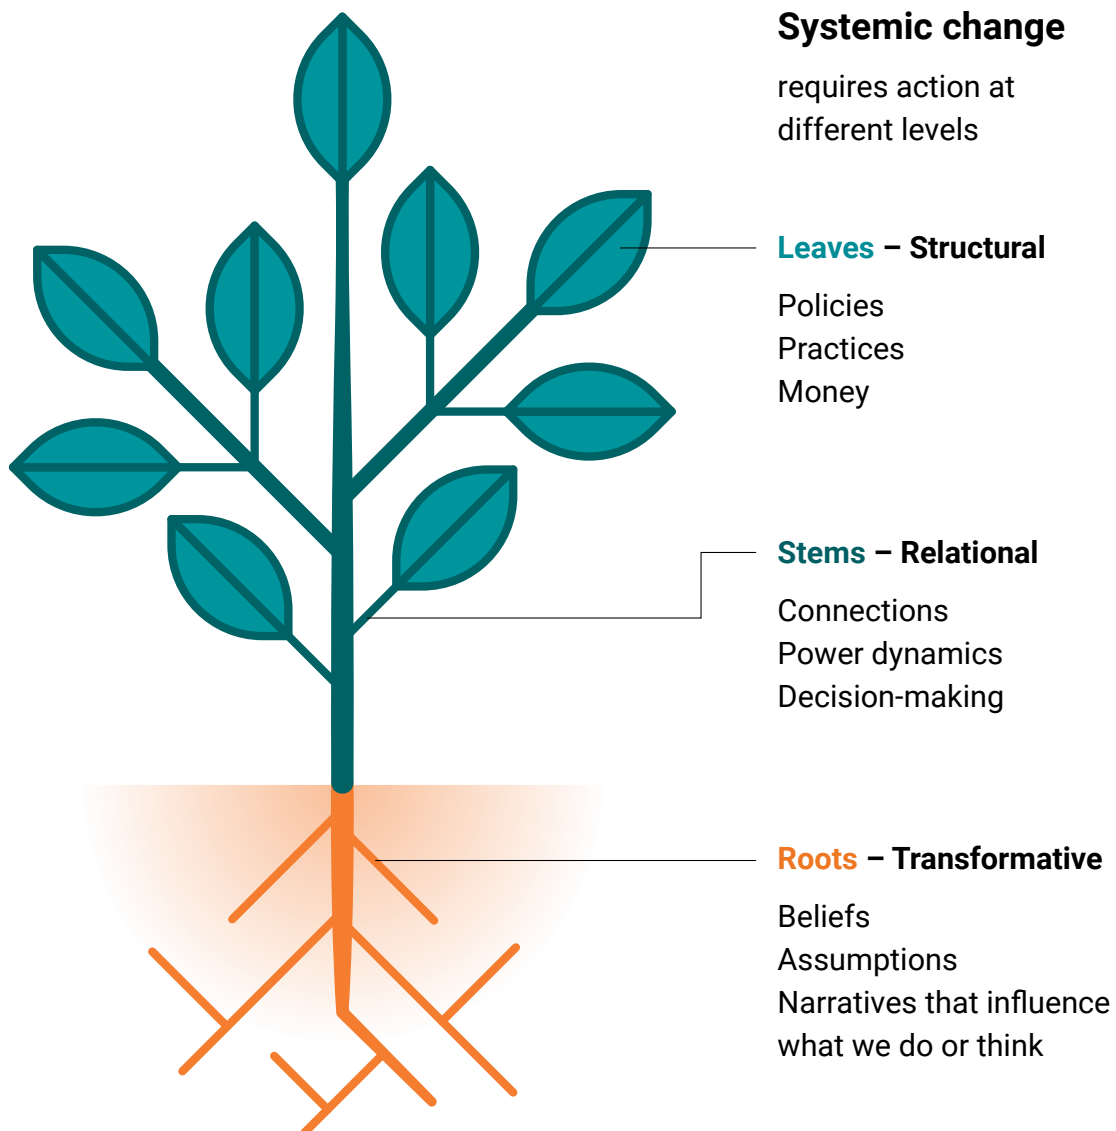 Systemic change
requires action at
different levels
Leaves – Structural
Policies
Practices
Money
Stems – Relational
Connections
Power dynamics
Decision-making
Roots – Transformative
Beliefs
Assumptions
Narratives that influence
what we do or think